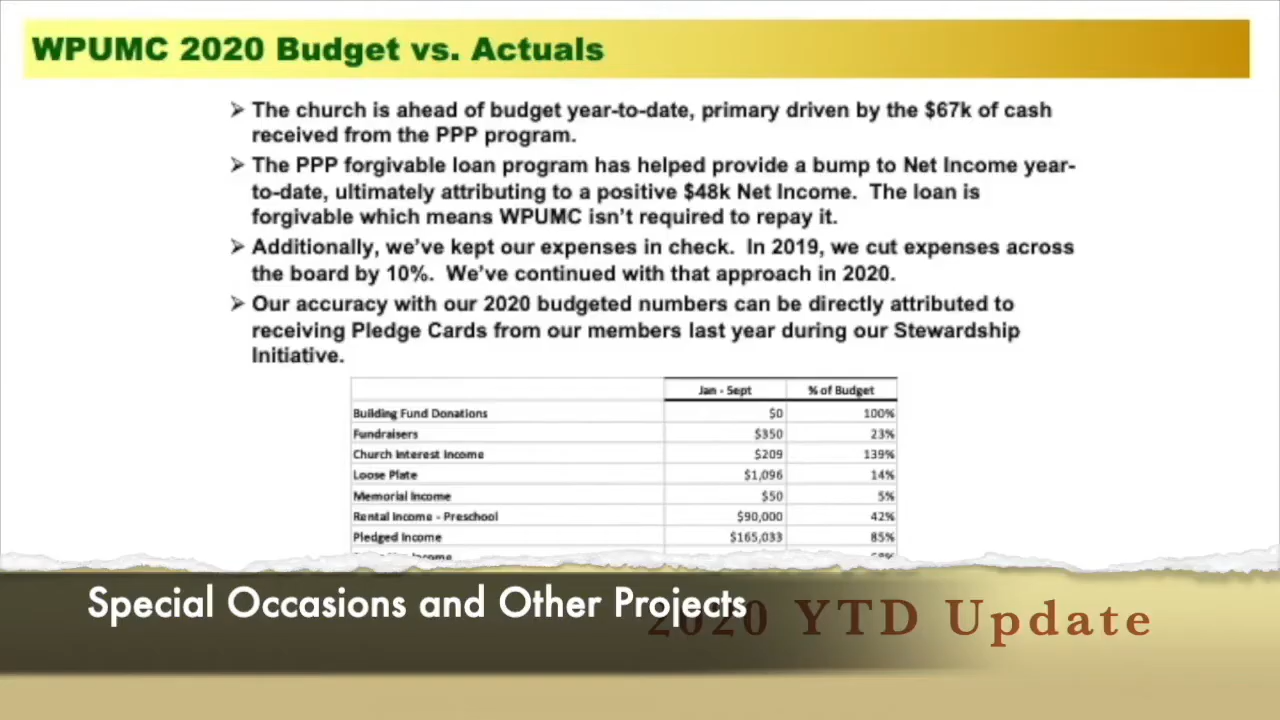 WPUMC 2020 Budget vs. Actuals
➢ The church is ahead of budget year-to-date, primary driven by the $67k of cash
received from the PPP program.
➢ The PPP forgivable loan program has helped provide a bump to Net Income year-
to-date, ultimately attributing to a positive $48k Net Income. The loan is
forgivable which means WPUMC isn't required to repay it.
➢ Additionally, we've kept our expenses in check. In 2019, we cut expenses across
the board by 10%. We've continued with that approach in 2020.
➢ Our accuracy with our 2020 budgeted numbers can be directly attributed to
receiving Pledge Cards from our members last year during our Stewardship
Initiative.
Jan - Sept % of Budget
Building Fund Donations $0 100%
Fundraisers $350 23%
Church Interest Income $209 139%
Loose Plate $1,096 14%
Memorial Income $50 5%
Rental Income - Preschool $90,000 42%
Pledged Income $165,033 85%
Income
Special Occasions and Other Projects
2020 YTD Update